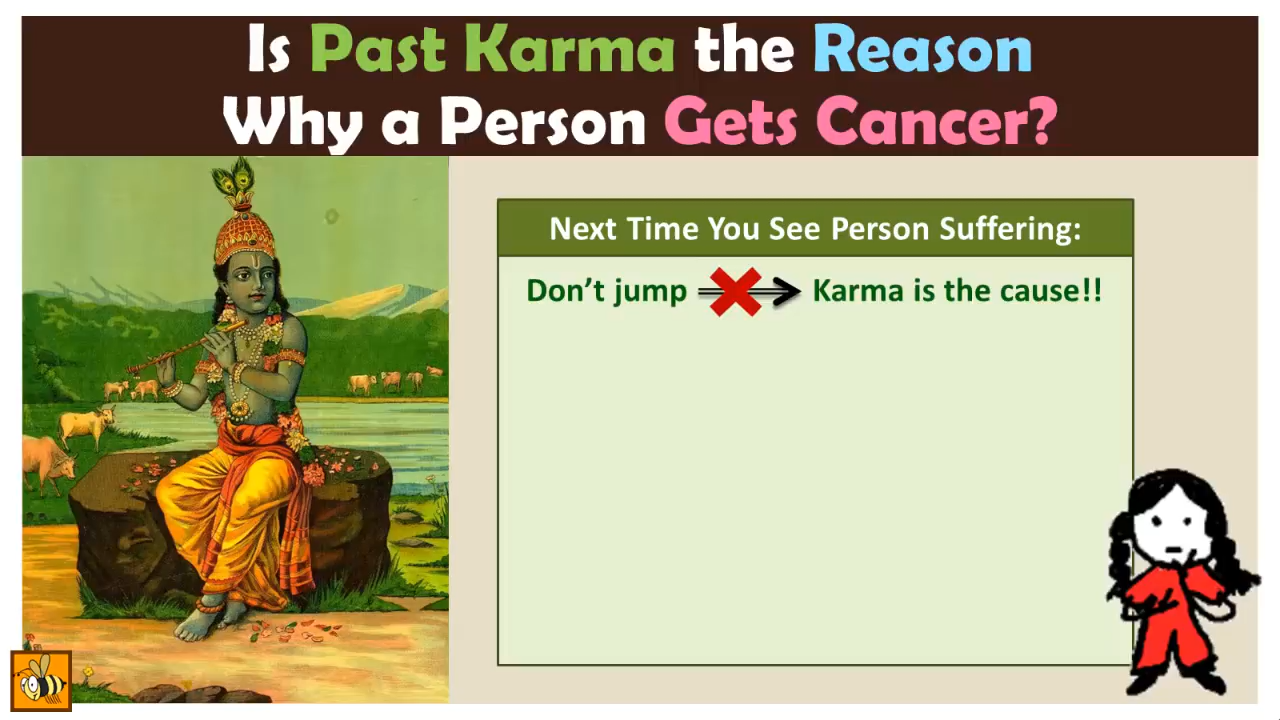 Is Past Karma the Reason
Why a Person Gets Cancer?
Next Time You See Person Suffering:
Don't jump Karma is the cause!!